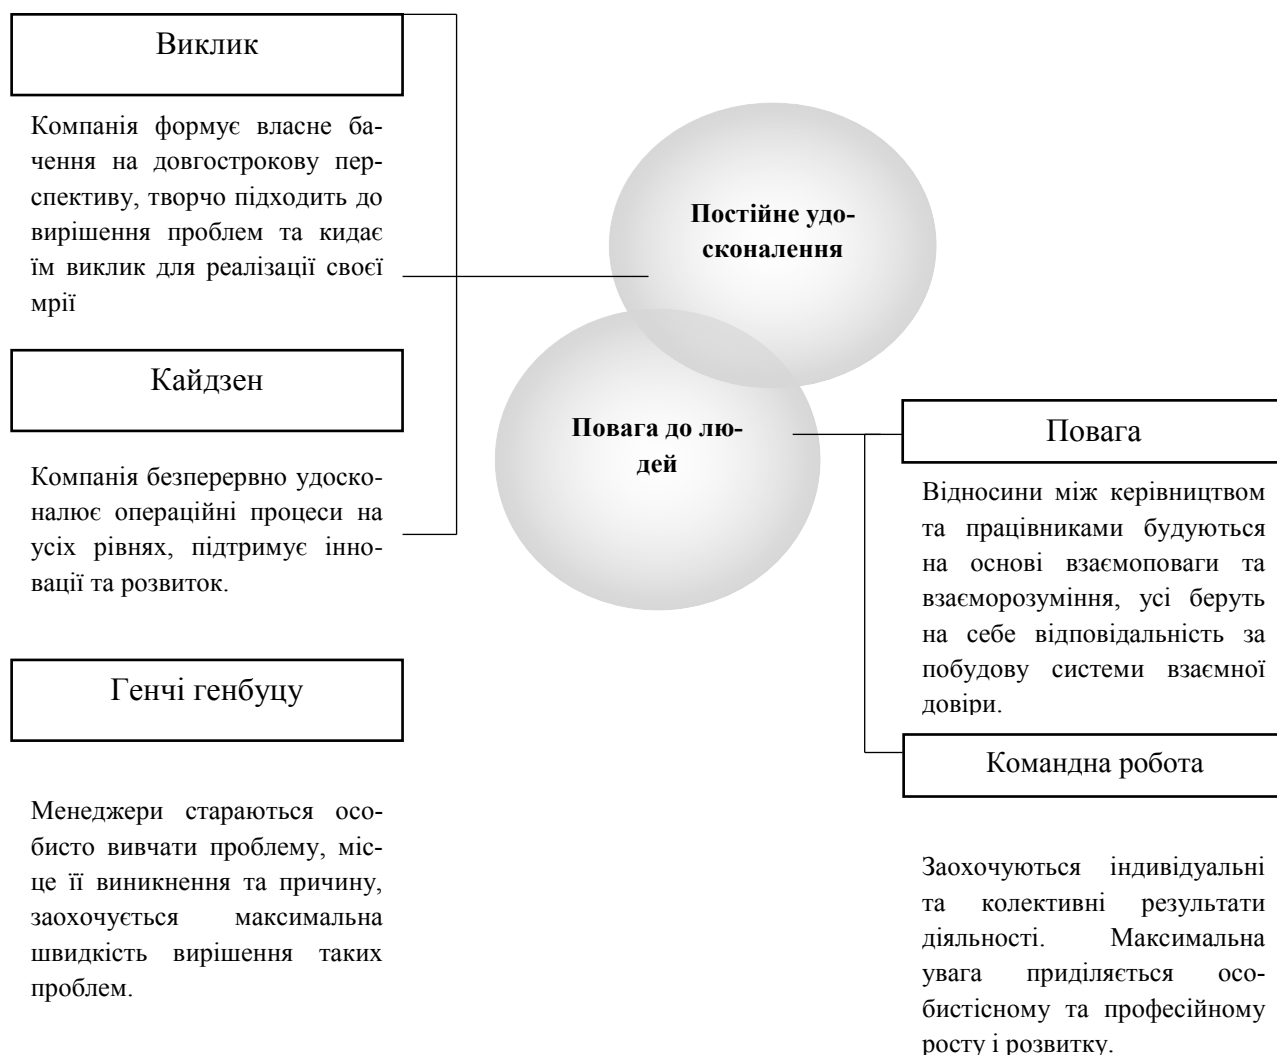 Виклик
Компанія формує власне ба-
чення на довгострокову пер-
спективу, творчо підходить до
вирішення проблем та кидає
їм виклик для реалізації своєї
мрії
Кайдзен
Компанія безперервно удоско-
налює операційні процеси на
усіх рівнях, підтримує інно-
вації та розвиток.
Генчі генбуцу
Менеджери стараються осо-
бисто вивчати проблему, міс-
це її виникнення та причину,
заохочується максимальна
швидкість вирішення таких
проблем.
Постійне удо-
сконалення
Повага до лю-
дей
Повага
Відносини між керівництвом
та працівниками будуються
на основі взаємоповаги та
взаєморозуміння, усі беруть
на себе відповідальність за
побудову системи взаємної
довіри.
Командна робота
Заохочуються індивідуальні
та колективні результати
діяльності. Максимальна
увага приділяється осо-
бистісному та професійному
росту і розвитку.